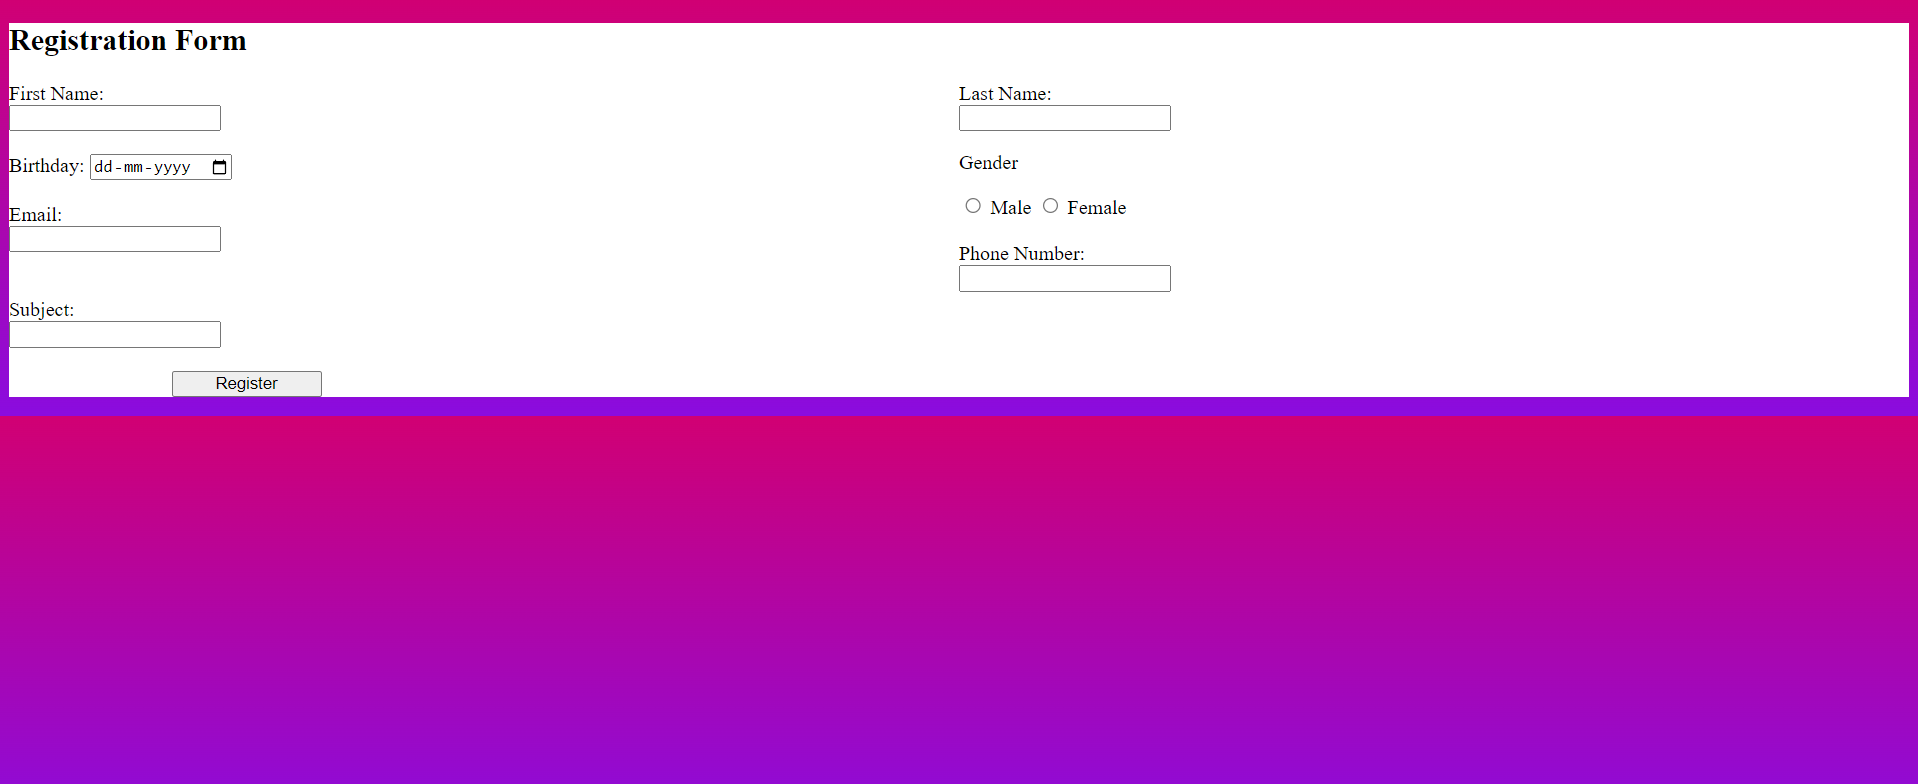 Registration Form
First Name:
Last Name:
Birthday: dd-mm-yyyy
Gender
Male Female
Email:
Phone Number:
Subject:
Register